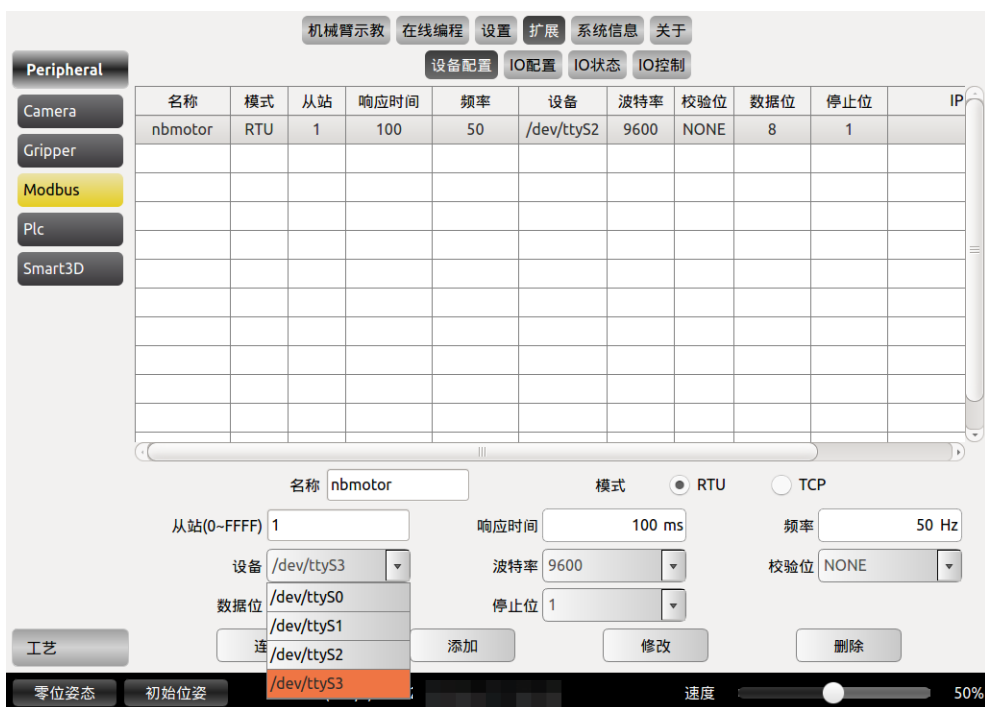 机械臂示教 在线编程 设置 扩展 系统信息 关于
设备配置 IO配置 IO状态 IO控制
Peripheral
Camera
Gripper
Modbus
Plc
Smart3D
名称 模式 从站 响应时间 频率 设备 波特率 校验位 数据位 停止位 IP
nbmotor RTU 1 100 50 /dev/ttyS2 9600 NONE 8 1
名称 nbmotor 模式 RTU TCP
从站(0~FFFF) 1 响应时间 100 ms 频率 50 Hz
设备 /dev/ttyS3 波特率 9600 校验位 NONE
数据位 /dev/ttyS0 停止位 1
/dev/ttyS1
/dev/ttyS2
/dev/ttyS3
工艺 连 添加 修改 删除
零位姿态 初始位姿 速度 50%